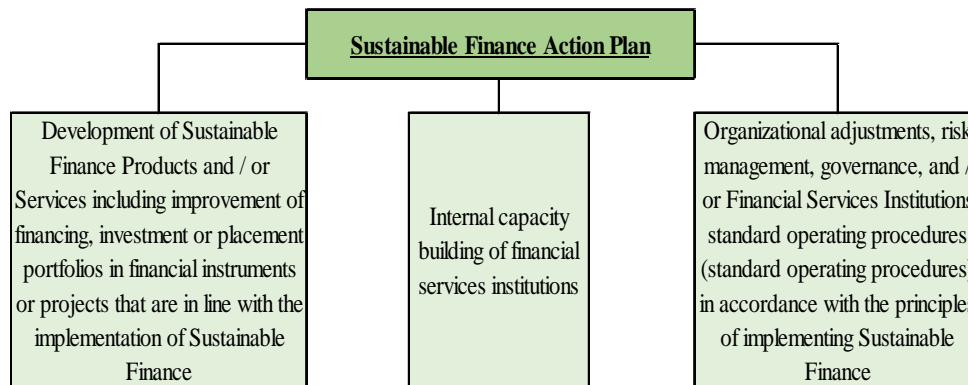 Sustainable Finance Action Plan
Development of Sustainable
Finance Products and / or
Services including improvement of
financing, investment or placement
portfolios in financial instruments
or projects that are in line with the
implementation of Sustainable
Finance
Internal capacity
building of financial
services institutions
Organizational adjustments, risk
management, governance, and /
or Financial Services Institutions
standard operating procedures
(standard operating procedures)
in accordance with the principles
of implementing Sustainable
Finance